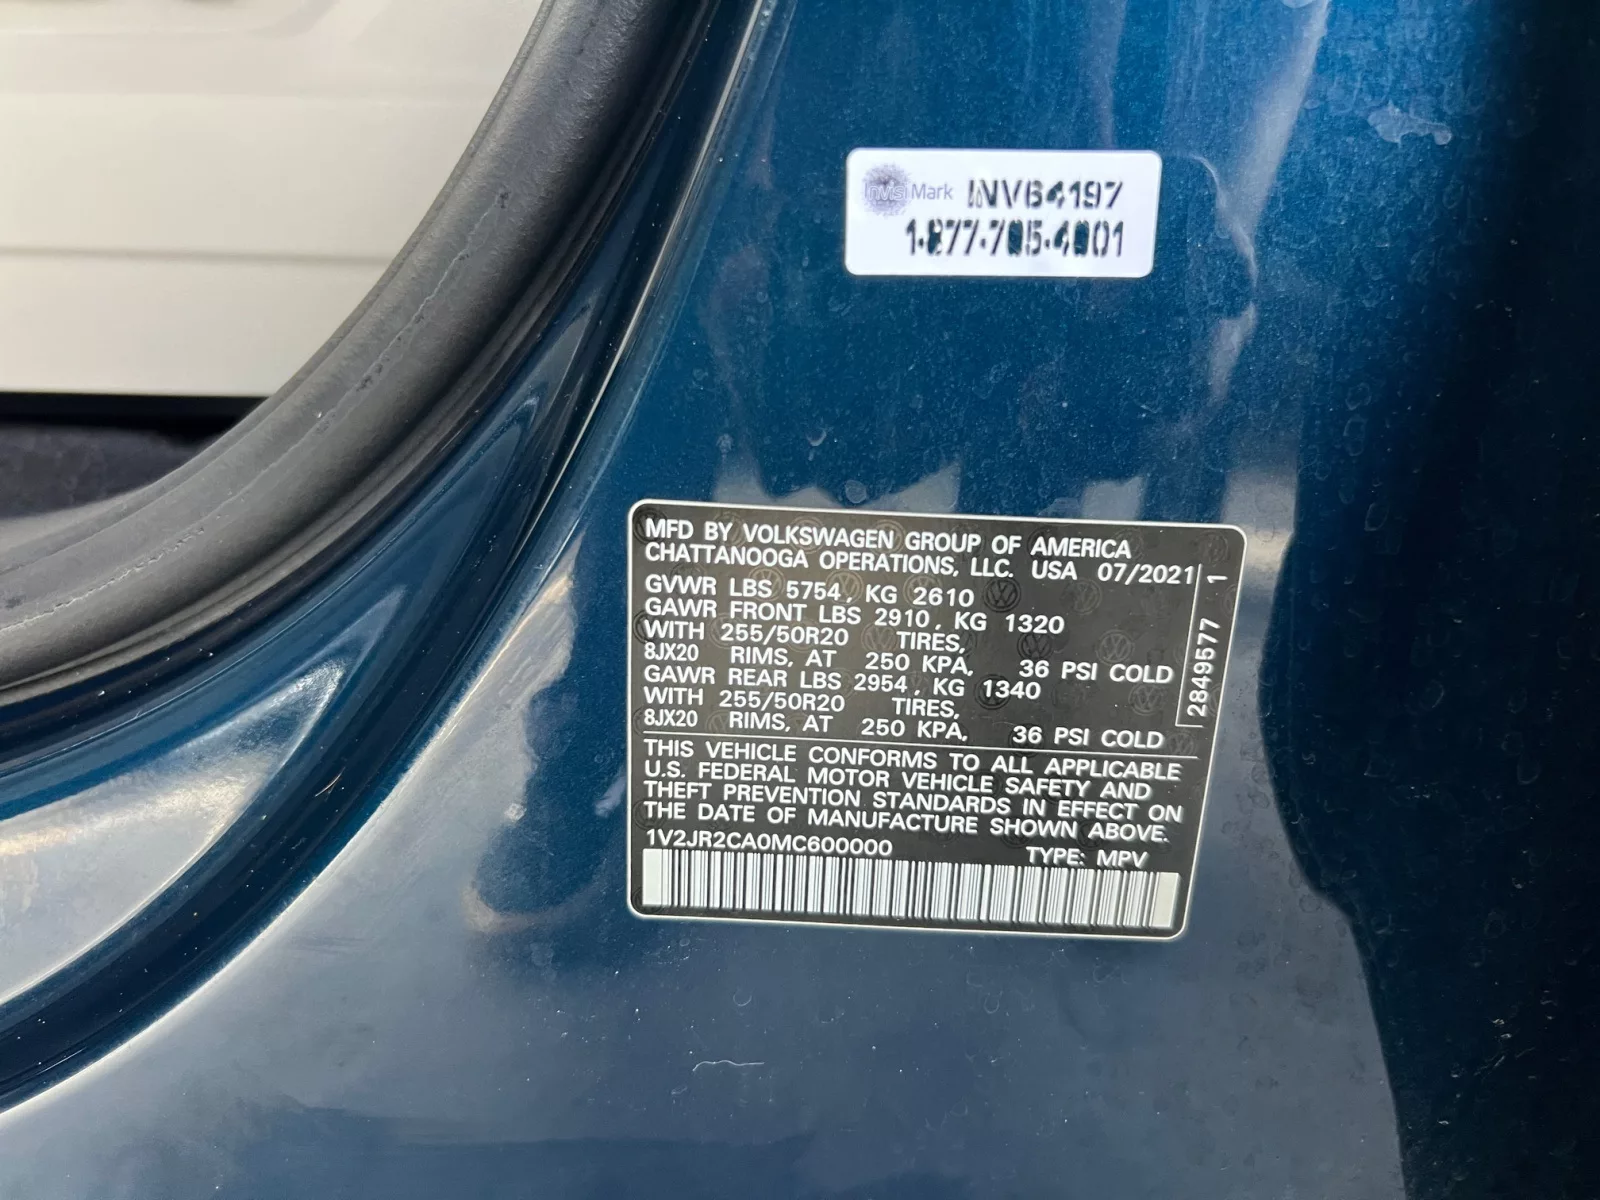 InvisiMark INV64197
1-877-705-4001
MFD BY VOLKSWAGEN GROUP OF AMERICA
CHATTANOOGA OPERATIONS, LLC. USA 07/2021
GVWR LBS 5754, KG 2610
GAWR FRONT LBS 2910, KG 1320
WITH 255/50R20 TIRES,
8JX20 RIMS, AT 250 KPA, 36 PSI COLD
GAWR REAR LBS 2954, KG 1340
WITH 255/50R20 TIRES,
8JX20 RIMS, AT 250 KPA, 36 PSI COLD
2849577 1
THIS VEHICLE CONFORMS TO ALL APPLICABLE
U.S. FEDERAL MOTOR VEHICLE SAFETY AND
THEFT PREVENTION STANDARDS IN EFFECT ON
THE DATE OF MANUFACTURE SHOWN ABOVE.
1V2JR2CA0MC600000 TYPE: MPV